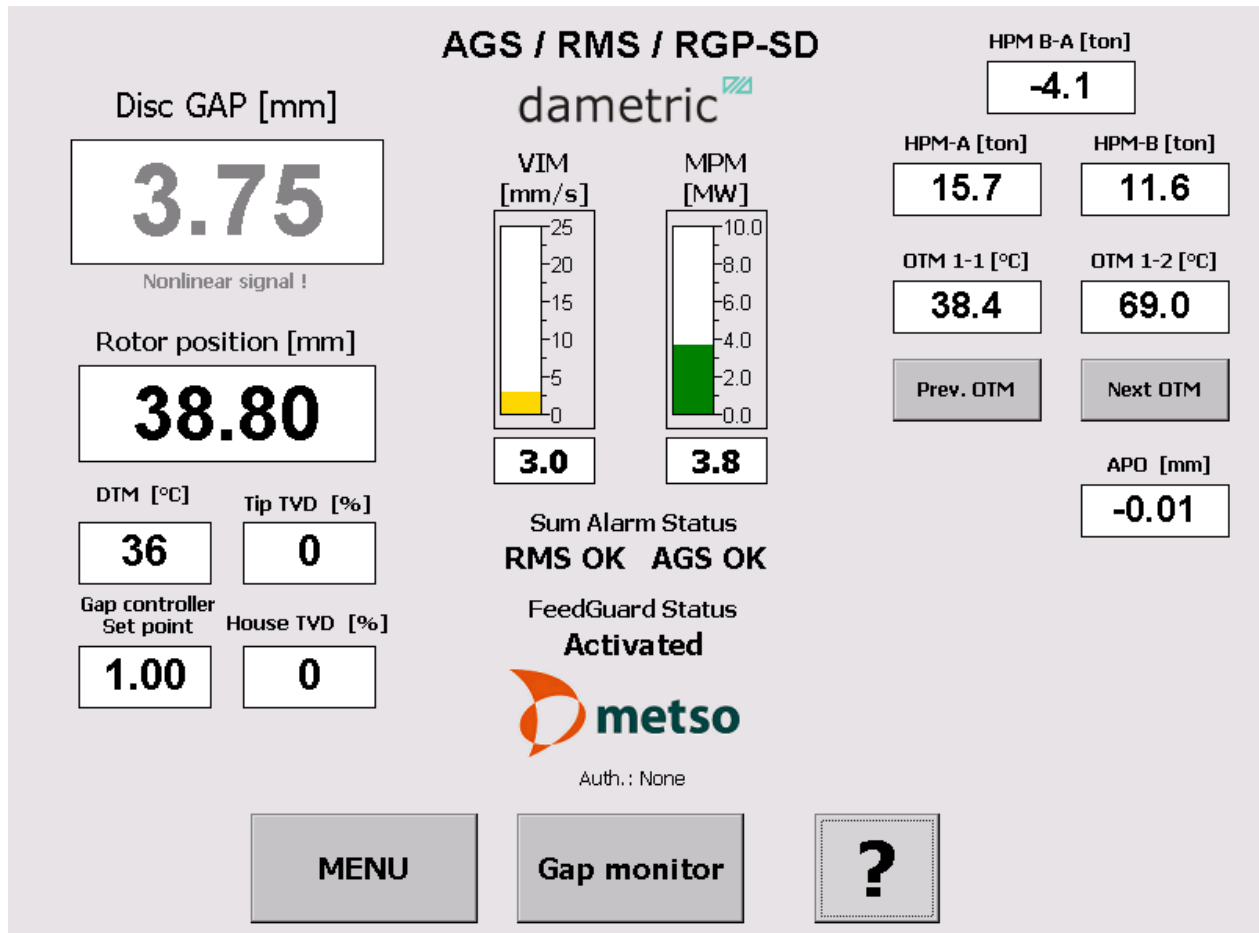 AGS / RMS / RGP-SD
dametric
Disc GAP [mm]
3.75
Nonlinear signal !
Rotor position [mm]
38.80
DTM [°C]
36
Tip TVD [%]
0
Gap controller
Set point
1.00
House TVD [%]
0
VIM
[mm/s]
25
20
15
10
5
0
3.0
MPM
[MW]
10.0
8.0
6.0
4.0
2.0
0.0
3.8
Sum Alarm Status
RMS OK AGS OK
FeedGuard Status
Activated
metso
Auth.: None
HPM B-A [ton]
-4.1
HPM-A [ton]
15.7
HPM-B [ton]
11.6
OTM 1-1 [°C]
38.4
OTM 1-2 [°C]
69.0
Prev. OTM
Next OTM
APO [mm]
-0.01
MENU
Gap monitor
?